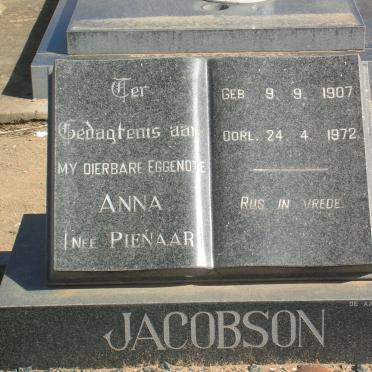 Ter
Gedagtenis aan
MY DIERBARE EGGENOTE
ANNA
(NEE PIENAAR)
GEB 9. 9. 1907
OORL. 24. 4. 1972
RUS IN VREDE
JACOBSON